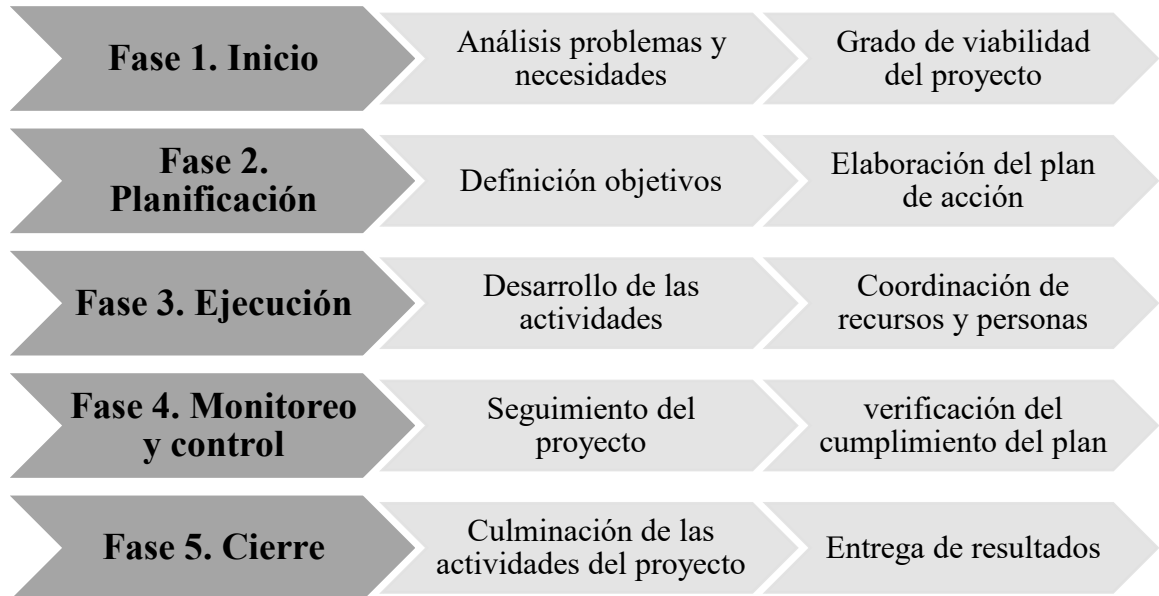 Fase 1. Inicio
Análisis problemas y
necesidades
Grado de viabilidad
del proyecto
Fase 2.
Planificación
Definición objetivos
Elaboración del plan
de acción
Fase 3. Ejecución
Desarrollo de las
actividades
Coordinación de
recursos y personas
Fase 4. Monitoreo
y control
Seguimiento del
proyecto
verificación del
cumplimiento del plan
Fase 5. Cierre
Culminación de las
actividades del proyecto
Entrega de resultados